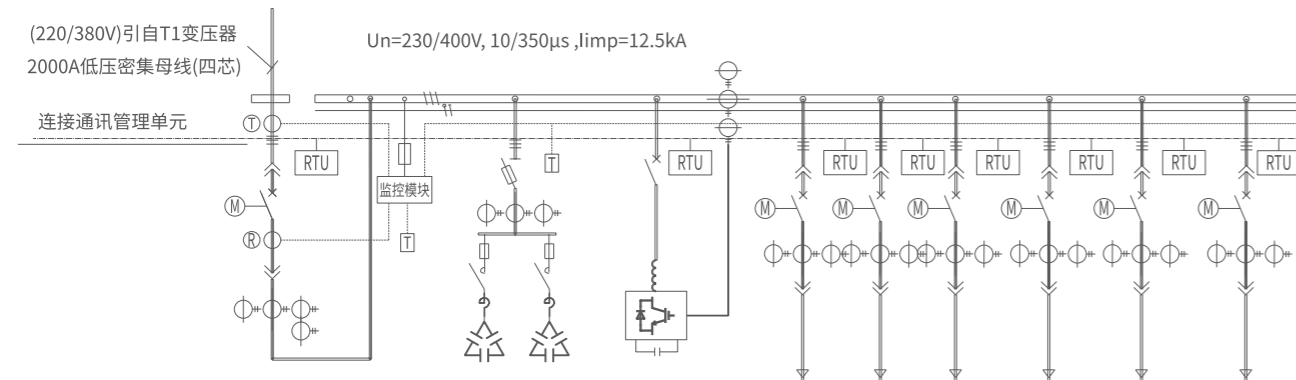 (220/380V)引自T1变压器
2000A低压密集母线(四芯)
Un=230/400V, 10/350μs ,Iimp=12.5kA
连接通讯管理单元
T
RTU
T
RTU
RTU
RTU
RTU
RTU
RTU
RTU
监控模块
M
M
M
M
M
M
M
R
T